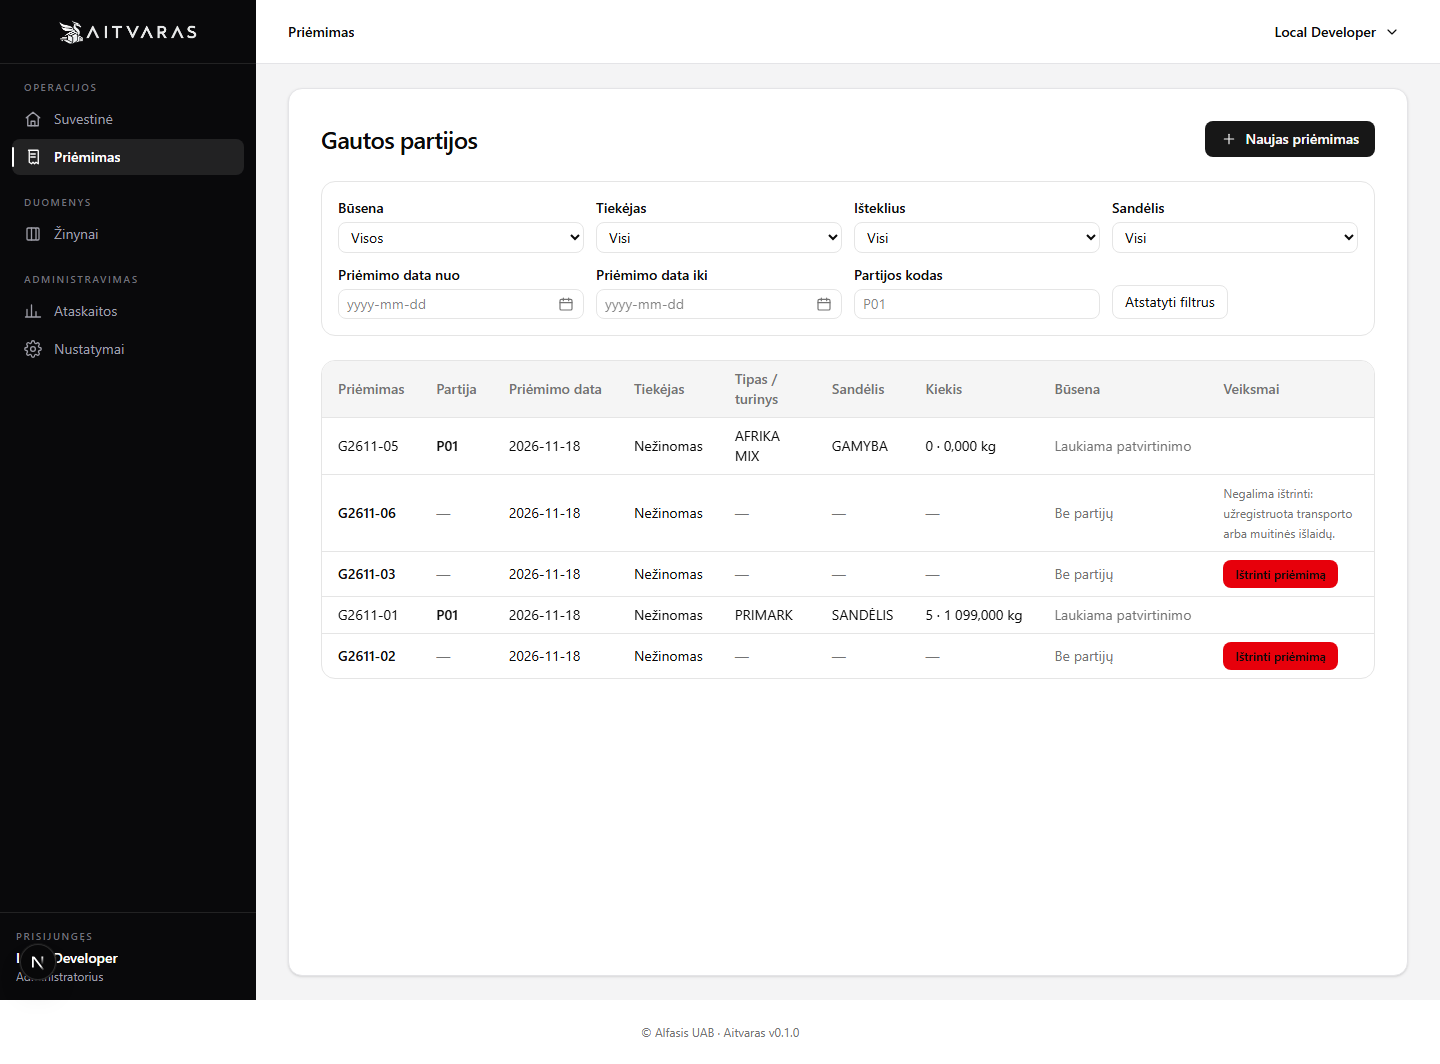 AITVARAS
Priėmimas
Local Developer
OPERACIJOS
Suvestinė
Priėmimas
DUOMENYS
Žinynai
ADMINISTRAVIMAS
Ataskaitos
Nustatymai
Gautos partijos
Naujas priėmimas
Būsena Tiekėjas Išteklius Sandėlis
Visos Visi Visi Visi
Priėmimo data nuo Priėmimo data iki Partijos kodas
yyyy-mm-dd yyyy-mm-dd P01 Atstatyti filtrus
Priėmimas Partija Priėmimo data Tiekėjas Tipas / turinys Sandėlis Kiekis Būsena Veiksmai
G2611-05 P01 2026-11-18 Nežinomas AFRIKA MIX GAMYBA 0 · 0,000 kg Laukiama patvirtinimo
G2611-06 — 2026-11-18 Nežinomas — — — Be partijų Negalima ištrinti: užregistruota transporto arba muitinės išlaidų.
G2611-03 — 2026-11-18 Nežinomas — — — Be partijų Ištrinti priėmimą
G2611-01 P01 2026-11-18 Nežinomas PRIMARK SANDĖLIS 5 · 1 099,000 kg Laukiama patvirtinimo
G2611-02 — 2026-11-18 Nežinomas — — — Be partijų Ištrinti priėmimą
PRISIJUNGĘS
N Developer
© Alfasis UAB · Aitvaras v0.1.0